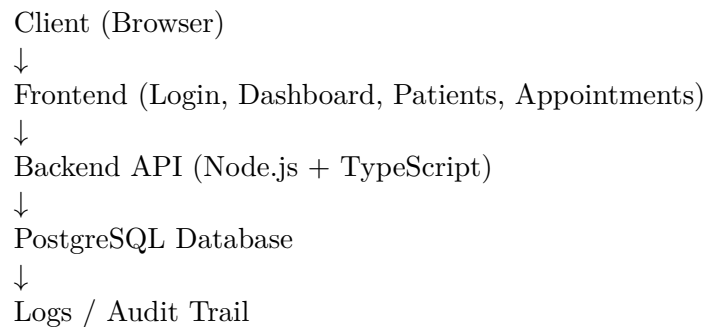 Client (Browser)
↓
Frontend (Login, Dashboard, Patients, Appointments)
↓
Backend API (Node.js + TypeScript)
↓
PostgreSQL Database
↓
Logs / Audit Trail